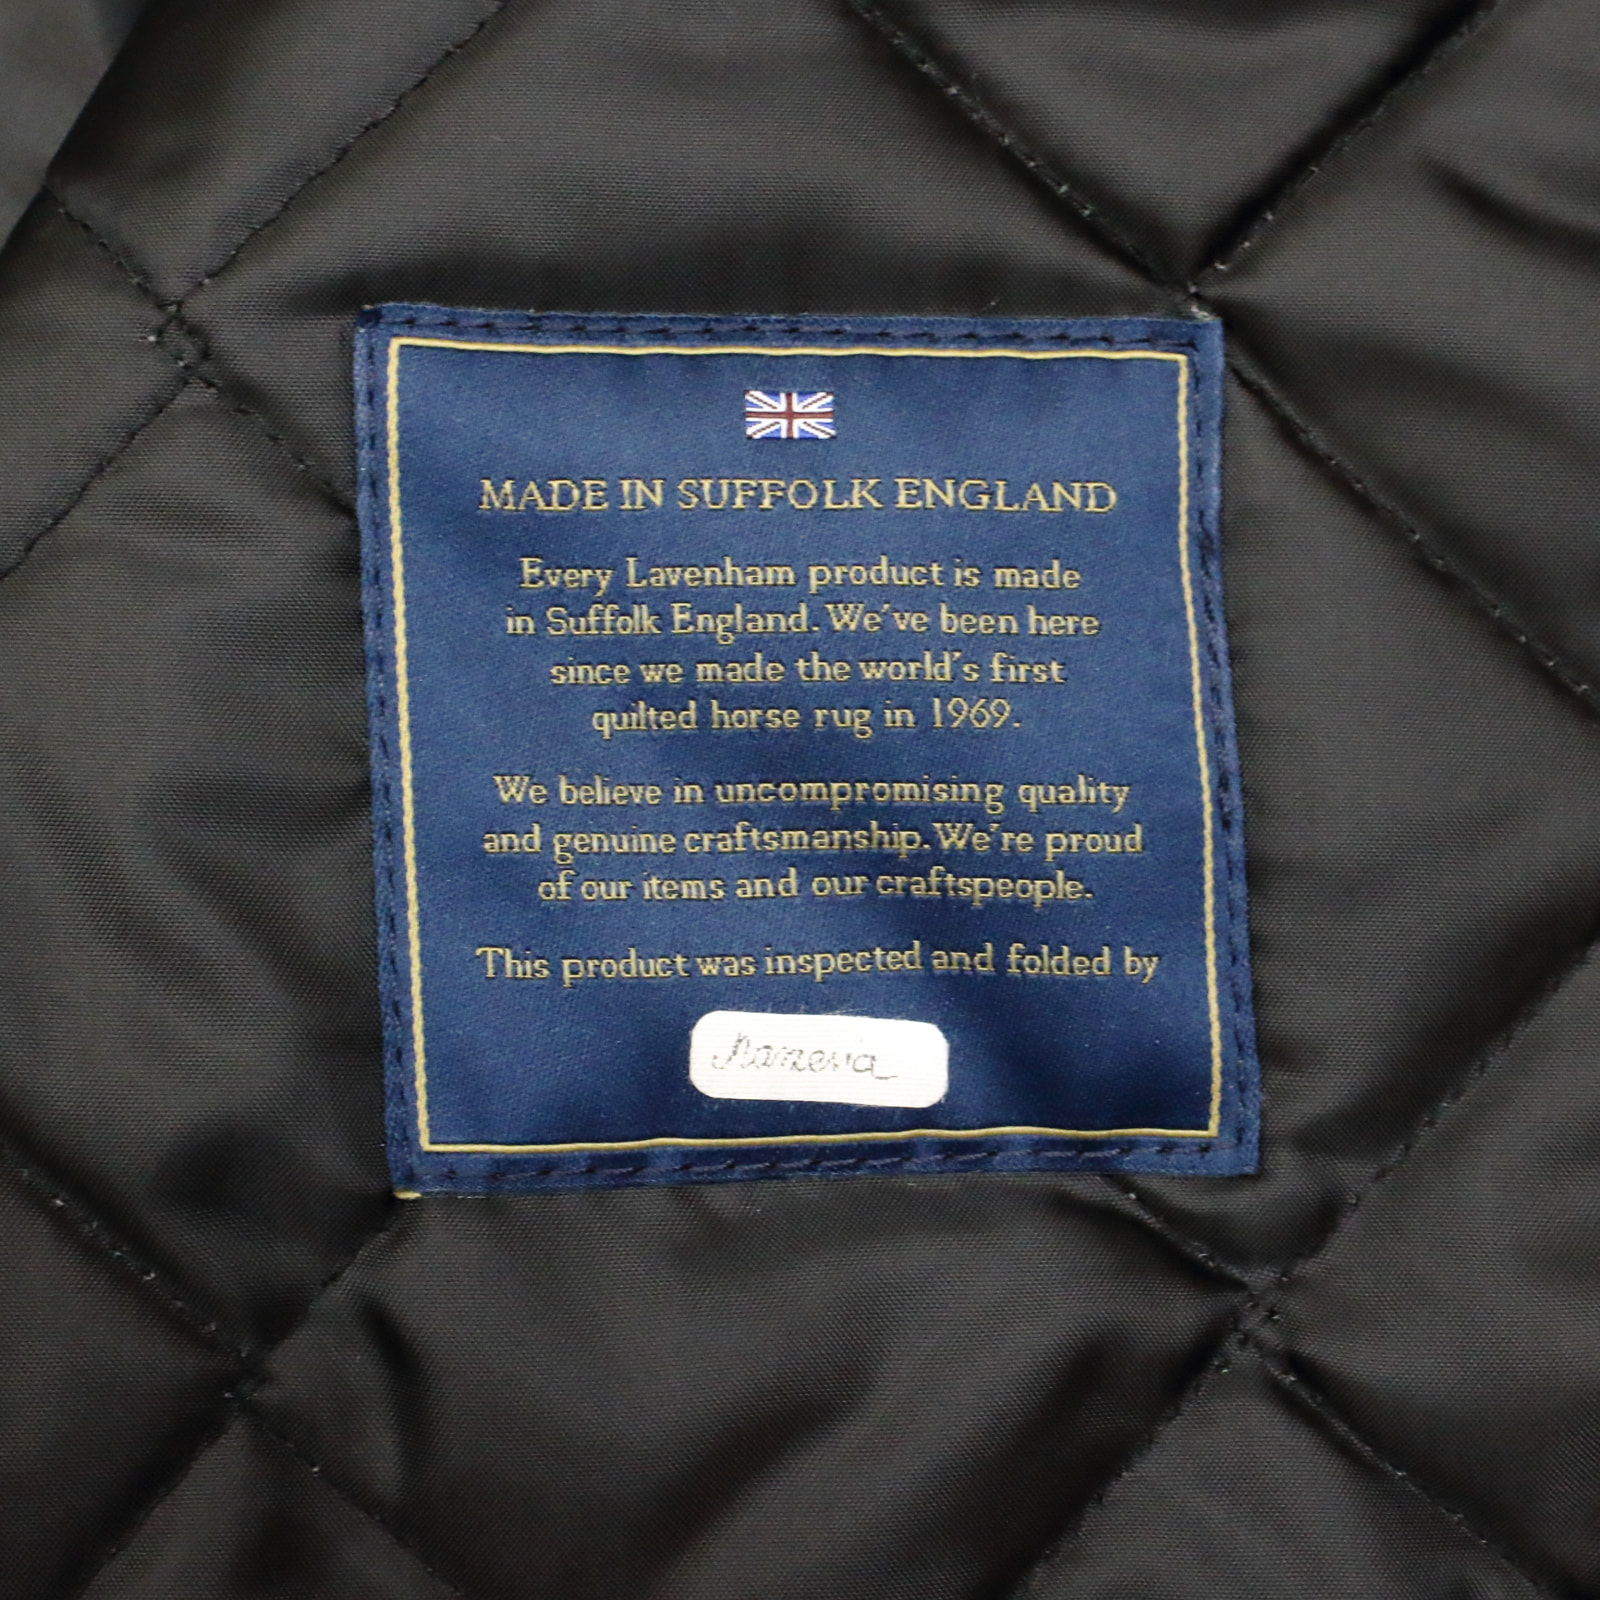 MADE IN SUFFOLK ENGLAND
Every Lavenham product is made
in Suffolk England. We've been here
since we made the world's first
quilted horse rug in 1969.
We believe in uncompromising quality
and genuine craftsmanship. We're proud
of our items and our craftspeople.
This product was inspected and folded by